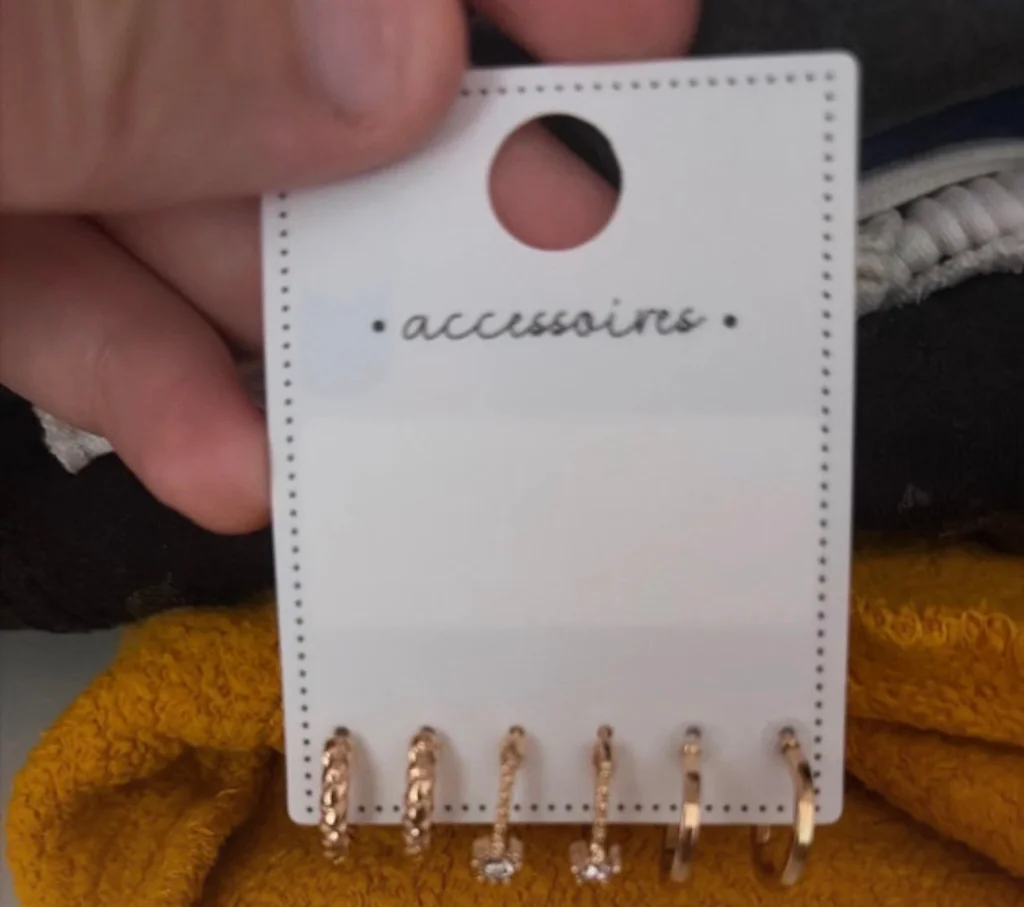 • accessoires •